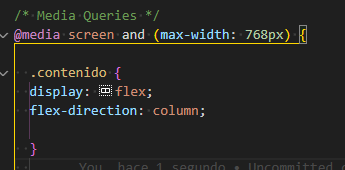 /* Media Queries */
@media screen and (max-width: 768px) {
.contenido {
display: flex;
flex-direction: column;
}
You, hace 1 segundo • Uncommitted